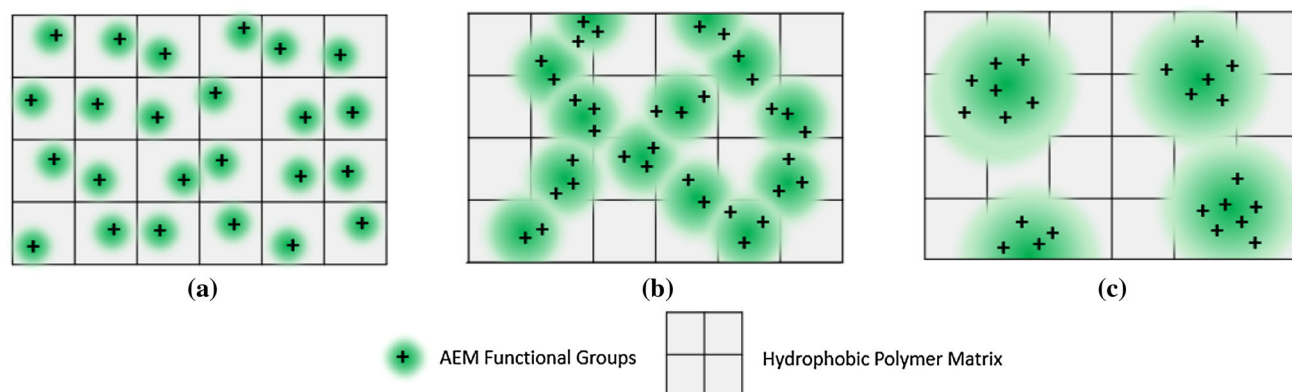 (a)
(b)
(c)
AEM Functional Groups
Hydrophobic Polymer Matrix